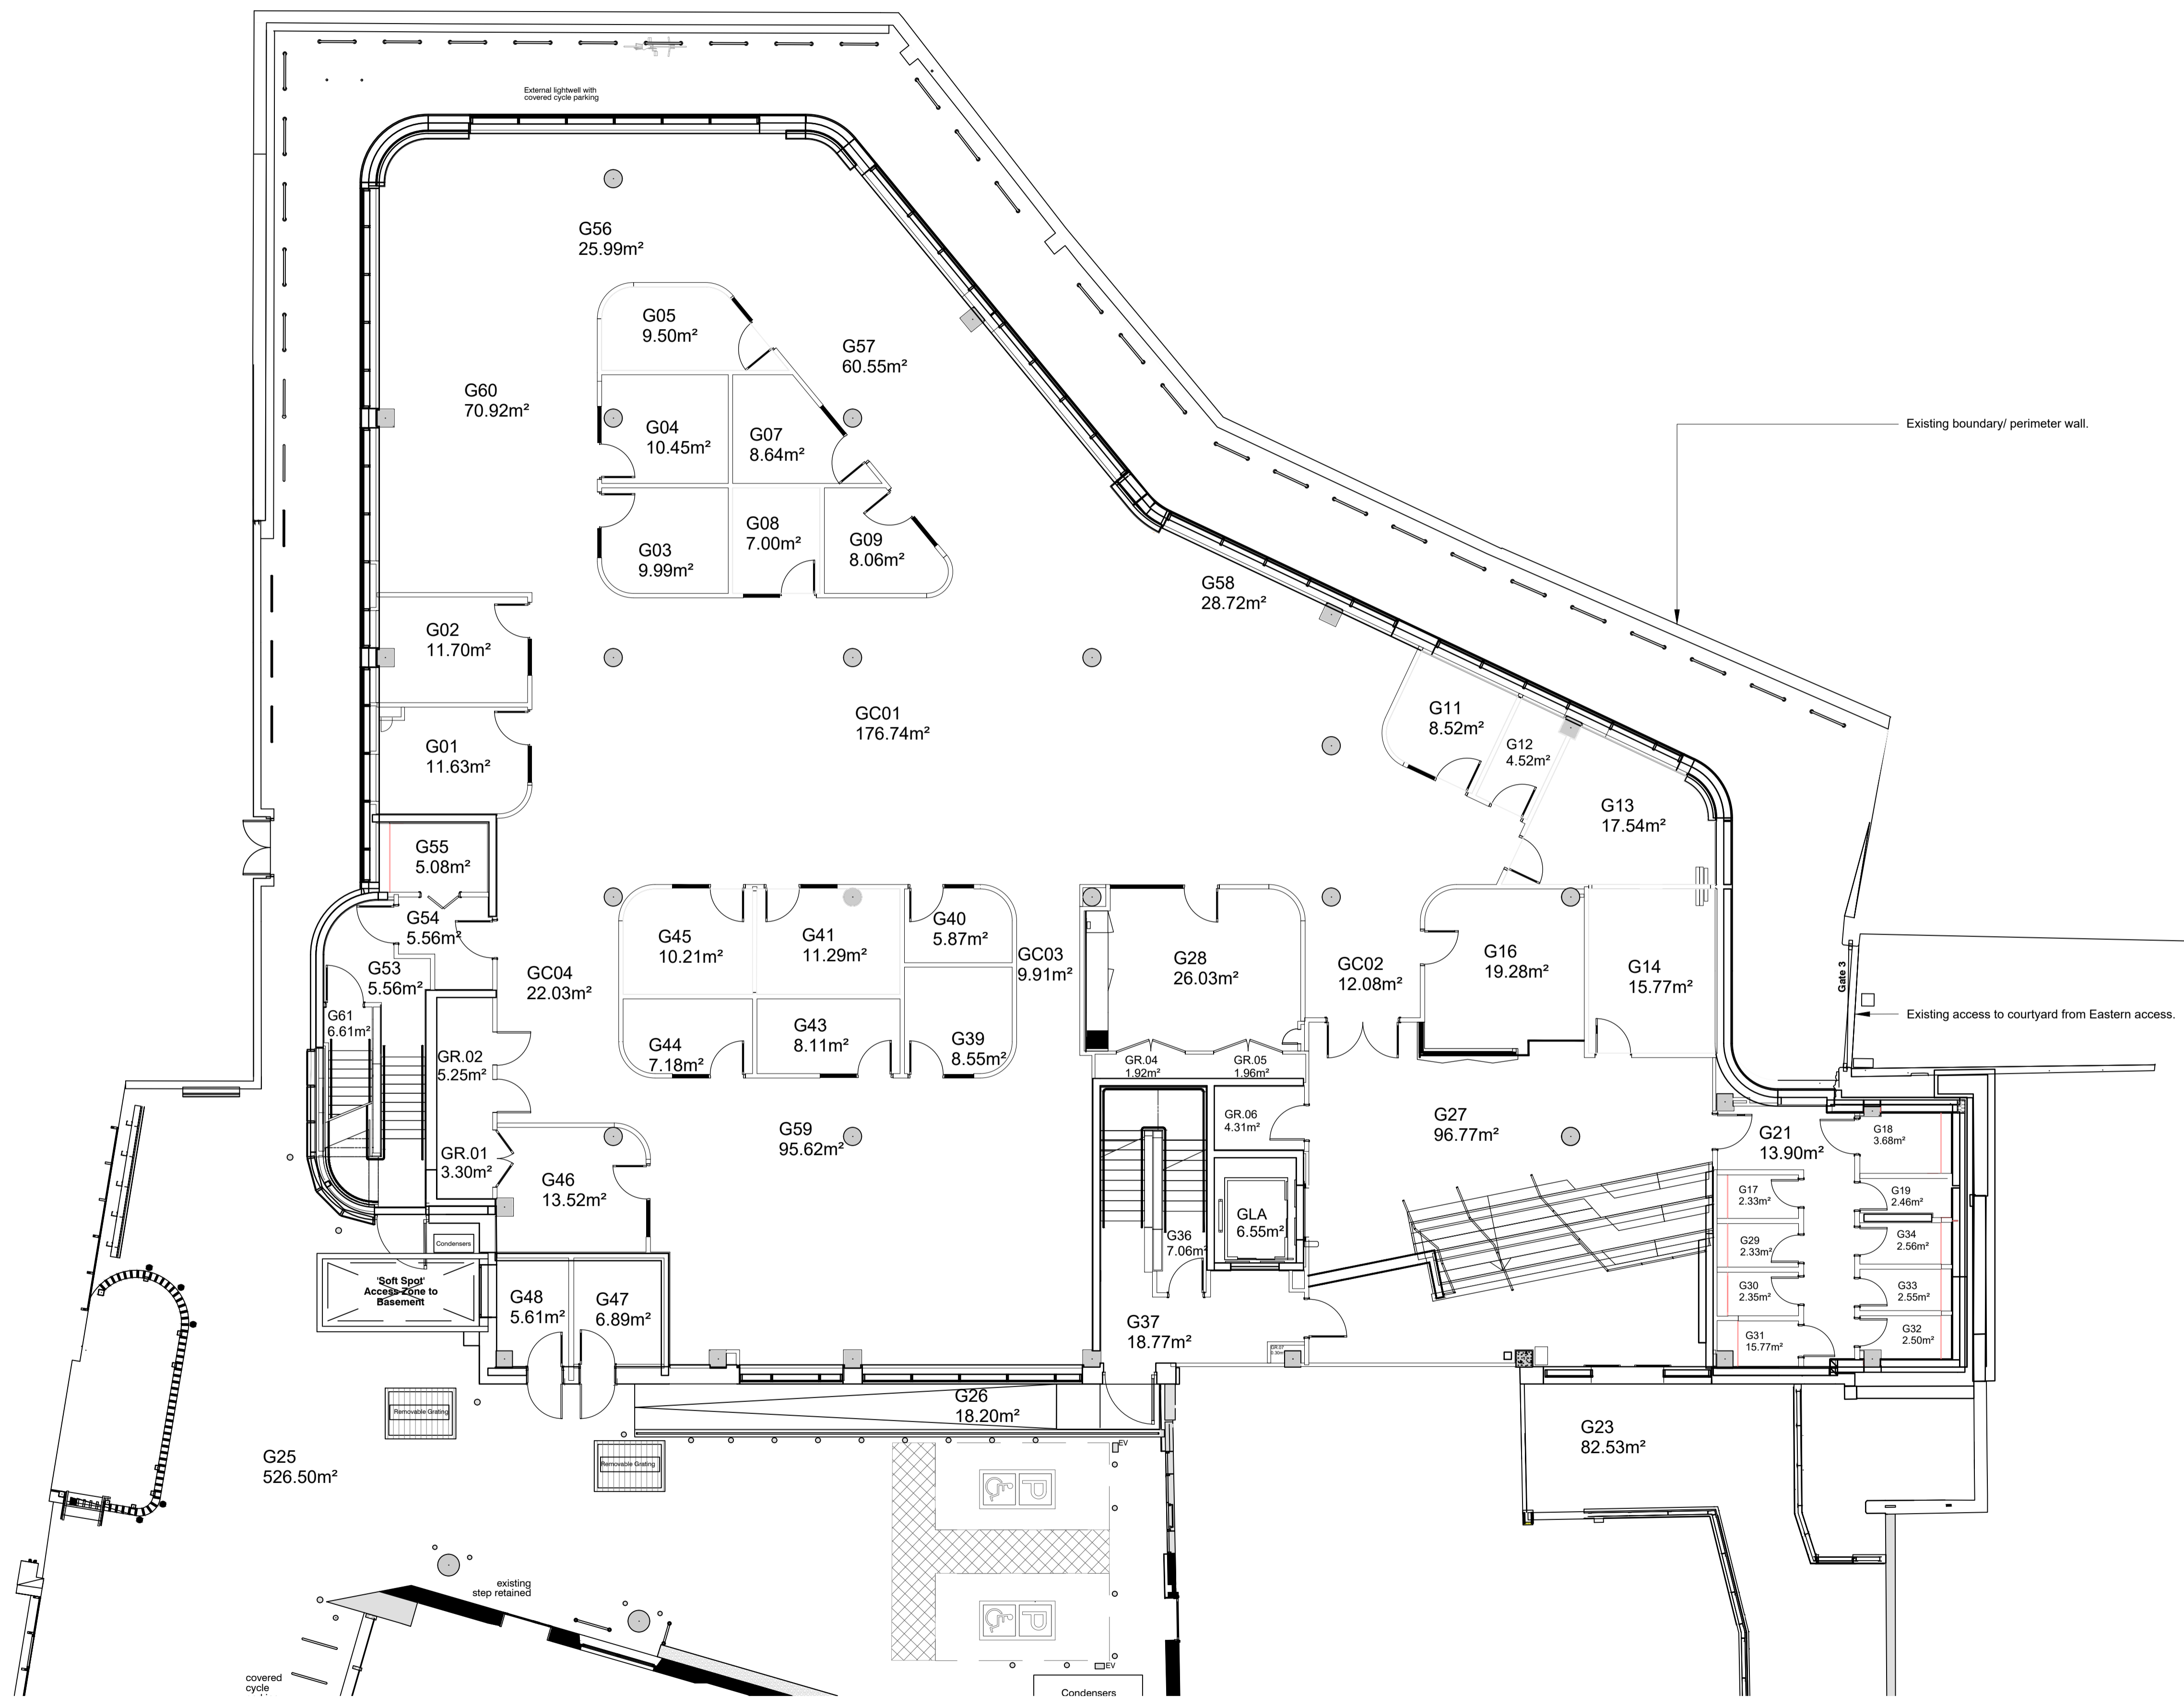 External lightwell with
covered cycle parking
G56
25.99m²
G05
9.50m²
G57
60.55m²
G60
70.92m²
G04
10.45m²
G07
8.64m²
Existing boundary/ perimeter wall.
G03
9.99m²
G08
7.00m²
G09
8.06m²
G58
28.72m²
G02
11.70m²
GC01
176.74m²
G11
8.52m²
G01
11.63m²
G12
4.52m²
G13
17.54m²
G55
5.08m²
G54
5.56m²
G53
5.56m²
GC04
22.03m²
G45
10.21m²
G41
11.29m²
G40
5.87m²
GC03
9.91m²
G28
26.03m²
GC02
12.08m²
G16
19.28m²
G14
15.77m²
Gate 3
Existing access to courtyard from Eastern access.
G61
6.61m²
GR.02
5.25m²
G44
7.18m²
G43
8.11m²
G39
8.55m²
GR.04
1.92m²
GR.05
1.96m²
GR.06
4.31m²
G27
96.77m²
G59
95.62m²
G21
13.90m²
G18
3.68m²
GR.01
3.30m²
G46
13.52m²
G17
2.33m²
G19
2.46m²
GLA
6.55m²
G36
7.06m²
G29
2.33m²
G34
2.56m²
Condensers
'Soft Spot'
Access Zone to
Basement
G48
5.61m²
G47
6.89m²
G30
2.35m²
G33
2.55m²
G37
18.77m²
G31
15.77m²
G32
2.50m²
G26
18.20m²
Removable Grating
G23
82.53m²
G25
526.50m²
Removable Grating
EV
P
existing
step retained
P
EV
covered
cycle
Condensers